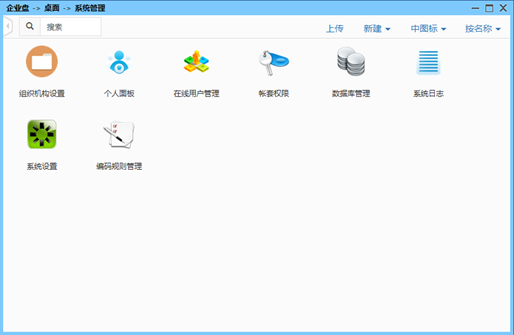 企业盘 -> 桌面 -> 系统管理
搜索 上传 新建 中图标 按名称
组织机构设置 个人面板 在线用户管理 帐套权限 数据库管理 系统日志
系统设置 编码规则管理